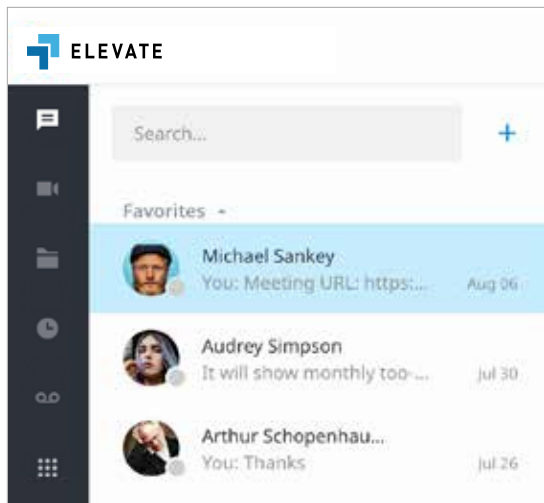 ELEVATE
Search...
Favorites
Michael Sankey
You: Meeting URL: https:...
Aug 06
Audrey Simpson
It will show monthly too-...
Jul 30
Arthur Schopenhau...
You: Thanks
Jul 26